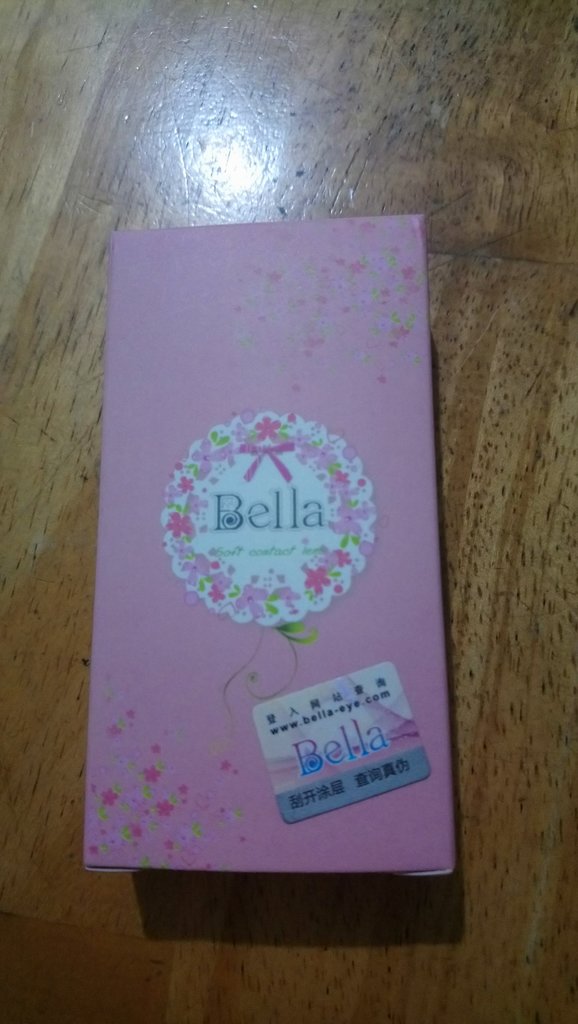 Bella
Soft contact lens
登入网站查询
www.bella-eye.com
Bella
刮开涂层 查询真伪